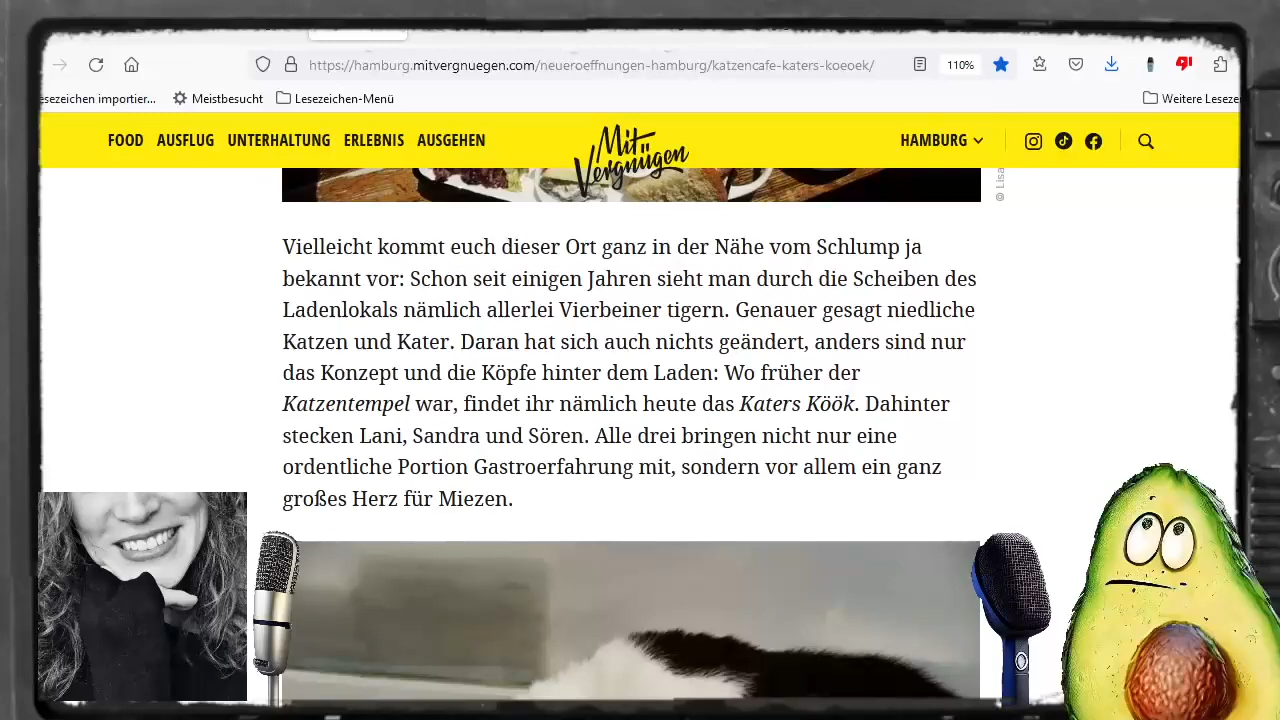 https://hamburg.mitvergnuegen.com/neueroeffnungen-hamburg/katzencafe-katers-koeoek/
110%
esezeichen importier...
Meistbesucht
Lesezeichen-Menü
Weitere Leseze
FOOD AUSFLUG UNTERHALTUNG ERLEBNIS AUSGEHEN
Mit
Vergnügen
HAMBURG
© Lisa
Vielleicht kommt euch dieser Ort ganz in der Nähe vom Schlump ja
bekannt vor: Schon seit einigen Jahren sieht man durch die Scheiben des
Ladenlokals nämlich allerlei Vierbeiner tigern. Genauer gesagt niedliche
Katzen und Kater. Daran hat sich auch nichts geändert, anders sind nur
das Konzept und die Köpfe hinter dem Laden: Wo früher der
Katzentempel war, findet ihr nämlich heute das Katers Köök. Dahinter
stecken Lani, Sandra und Sören. Alle drei bringen nicht nur eine
ordentliche Portion Gastroerfahrung mit, sondern vor allem ein ganz
großes Herz für Miezen.